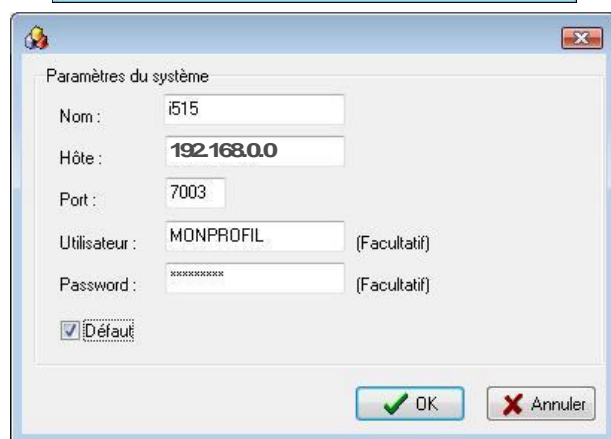 Paramètres du système
Nom : i515
Hôte : 192.168.0.0
Port : 7003
Utilisateur : MONPROFIL (Facultatif)
Password : ********* (Facultatif)
Défaut
OK Annuler